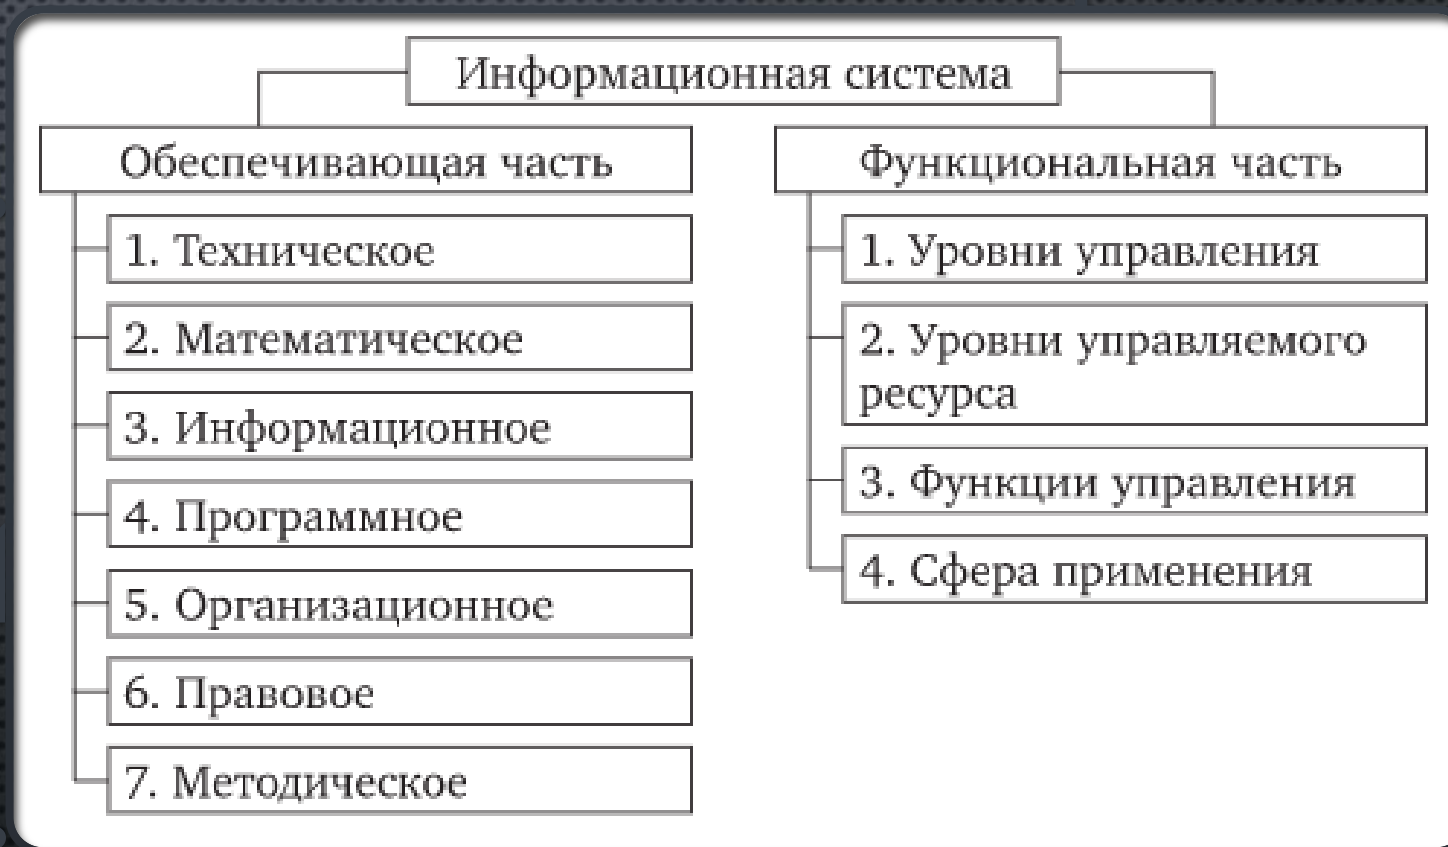 Информационная система
Обеспечивающая часть
1. Техническое
2. Математическое
3. Информационное
4. Программное
5. Организационное
6. Правовое
7. Методическое
Функциональная часть
1. Уровни управления
2. Уровни управляемого
ресурса
3. Функции управления
4. Сфера применения